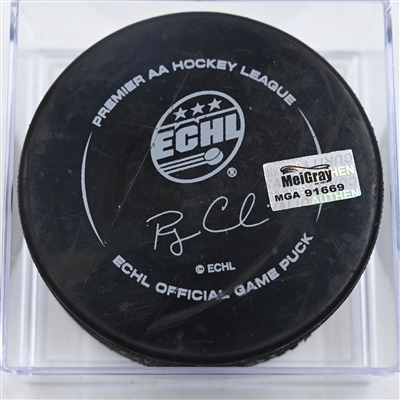 PREMIER AA HOCKEY LEAGUE
ECHL
®
MeiGray
MGA 91669
© ECHL
ECHL OFFICIAL GAME PUCK